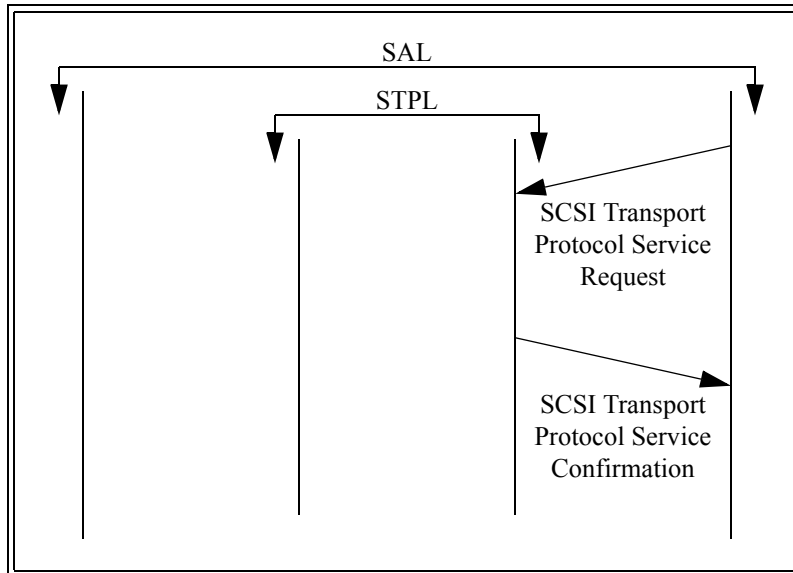 SAL
STPL
SCSI Transport
Protocol Service
Request
SCSI Transport
Protocol Service
Confirmation